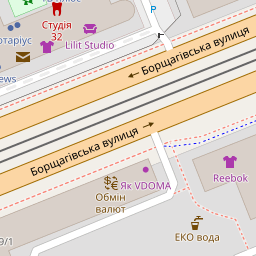 P
Студія
32
Lilit Studio
отаріус
ews
← Борщагівська вулиця
Борщагівська вулиця →
Як VDOMA
Обмін
валют
Reebok
ЕКО вода
9/1